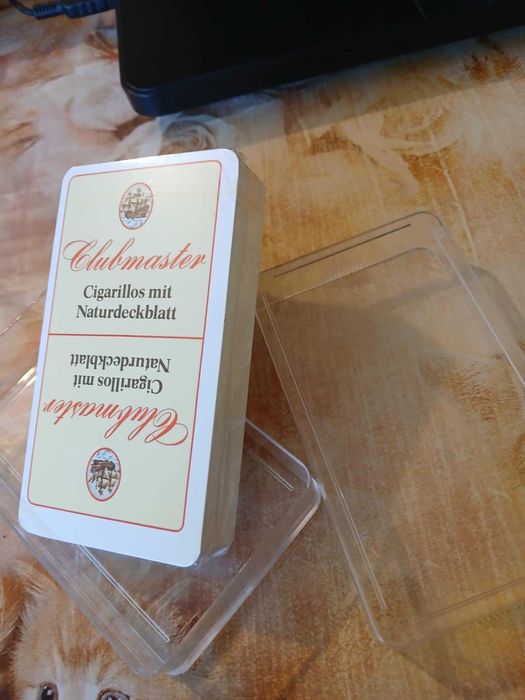 Clubmaster
Cigarillos mit
Naturdeckblatt
Clubmaster
Cigarillos mit
Naturdeckblatt